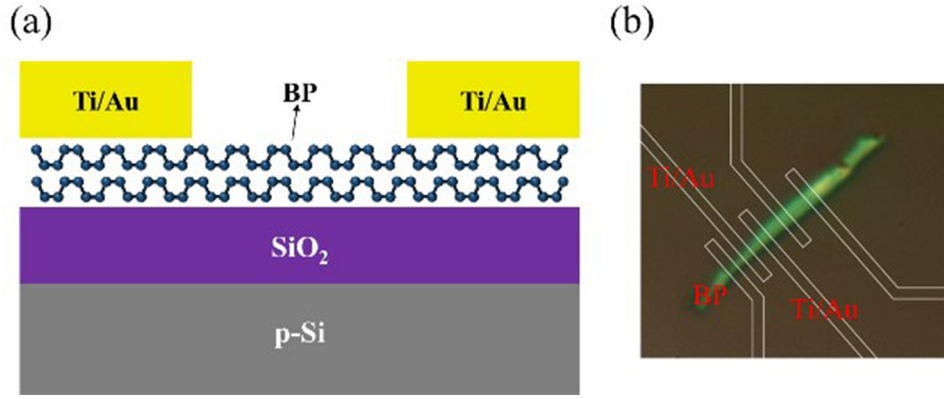 (a)
(b)
Ti/Au
BP
Ti/Au
SiO₂
p-Si
Ti/Au
BP
Ti/Au